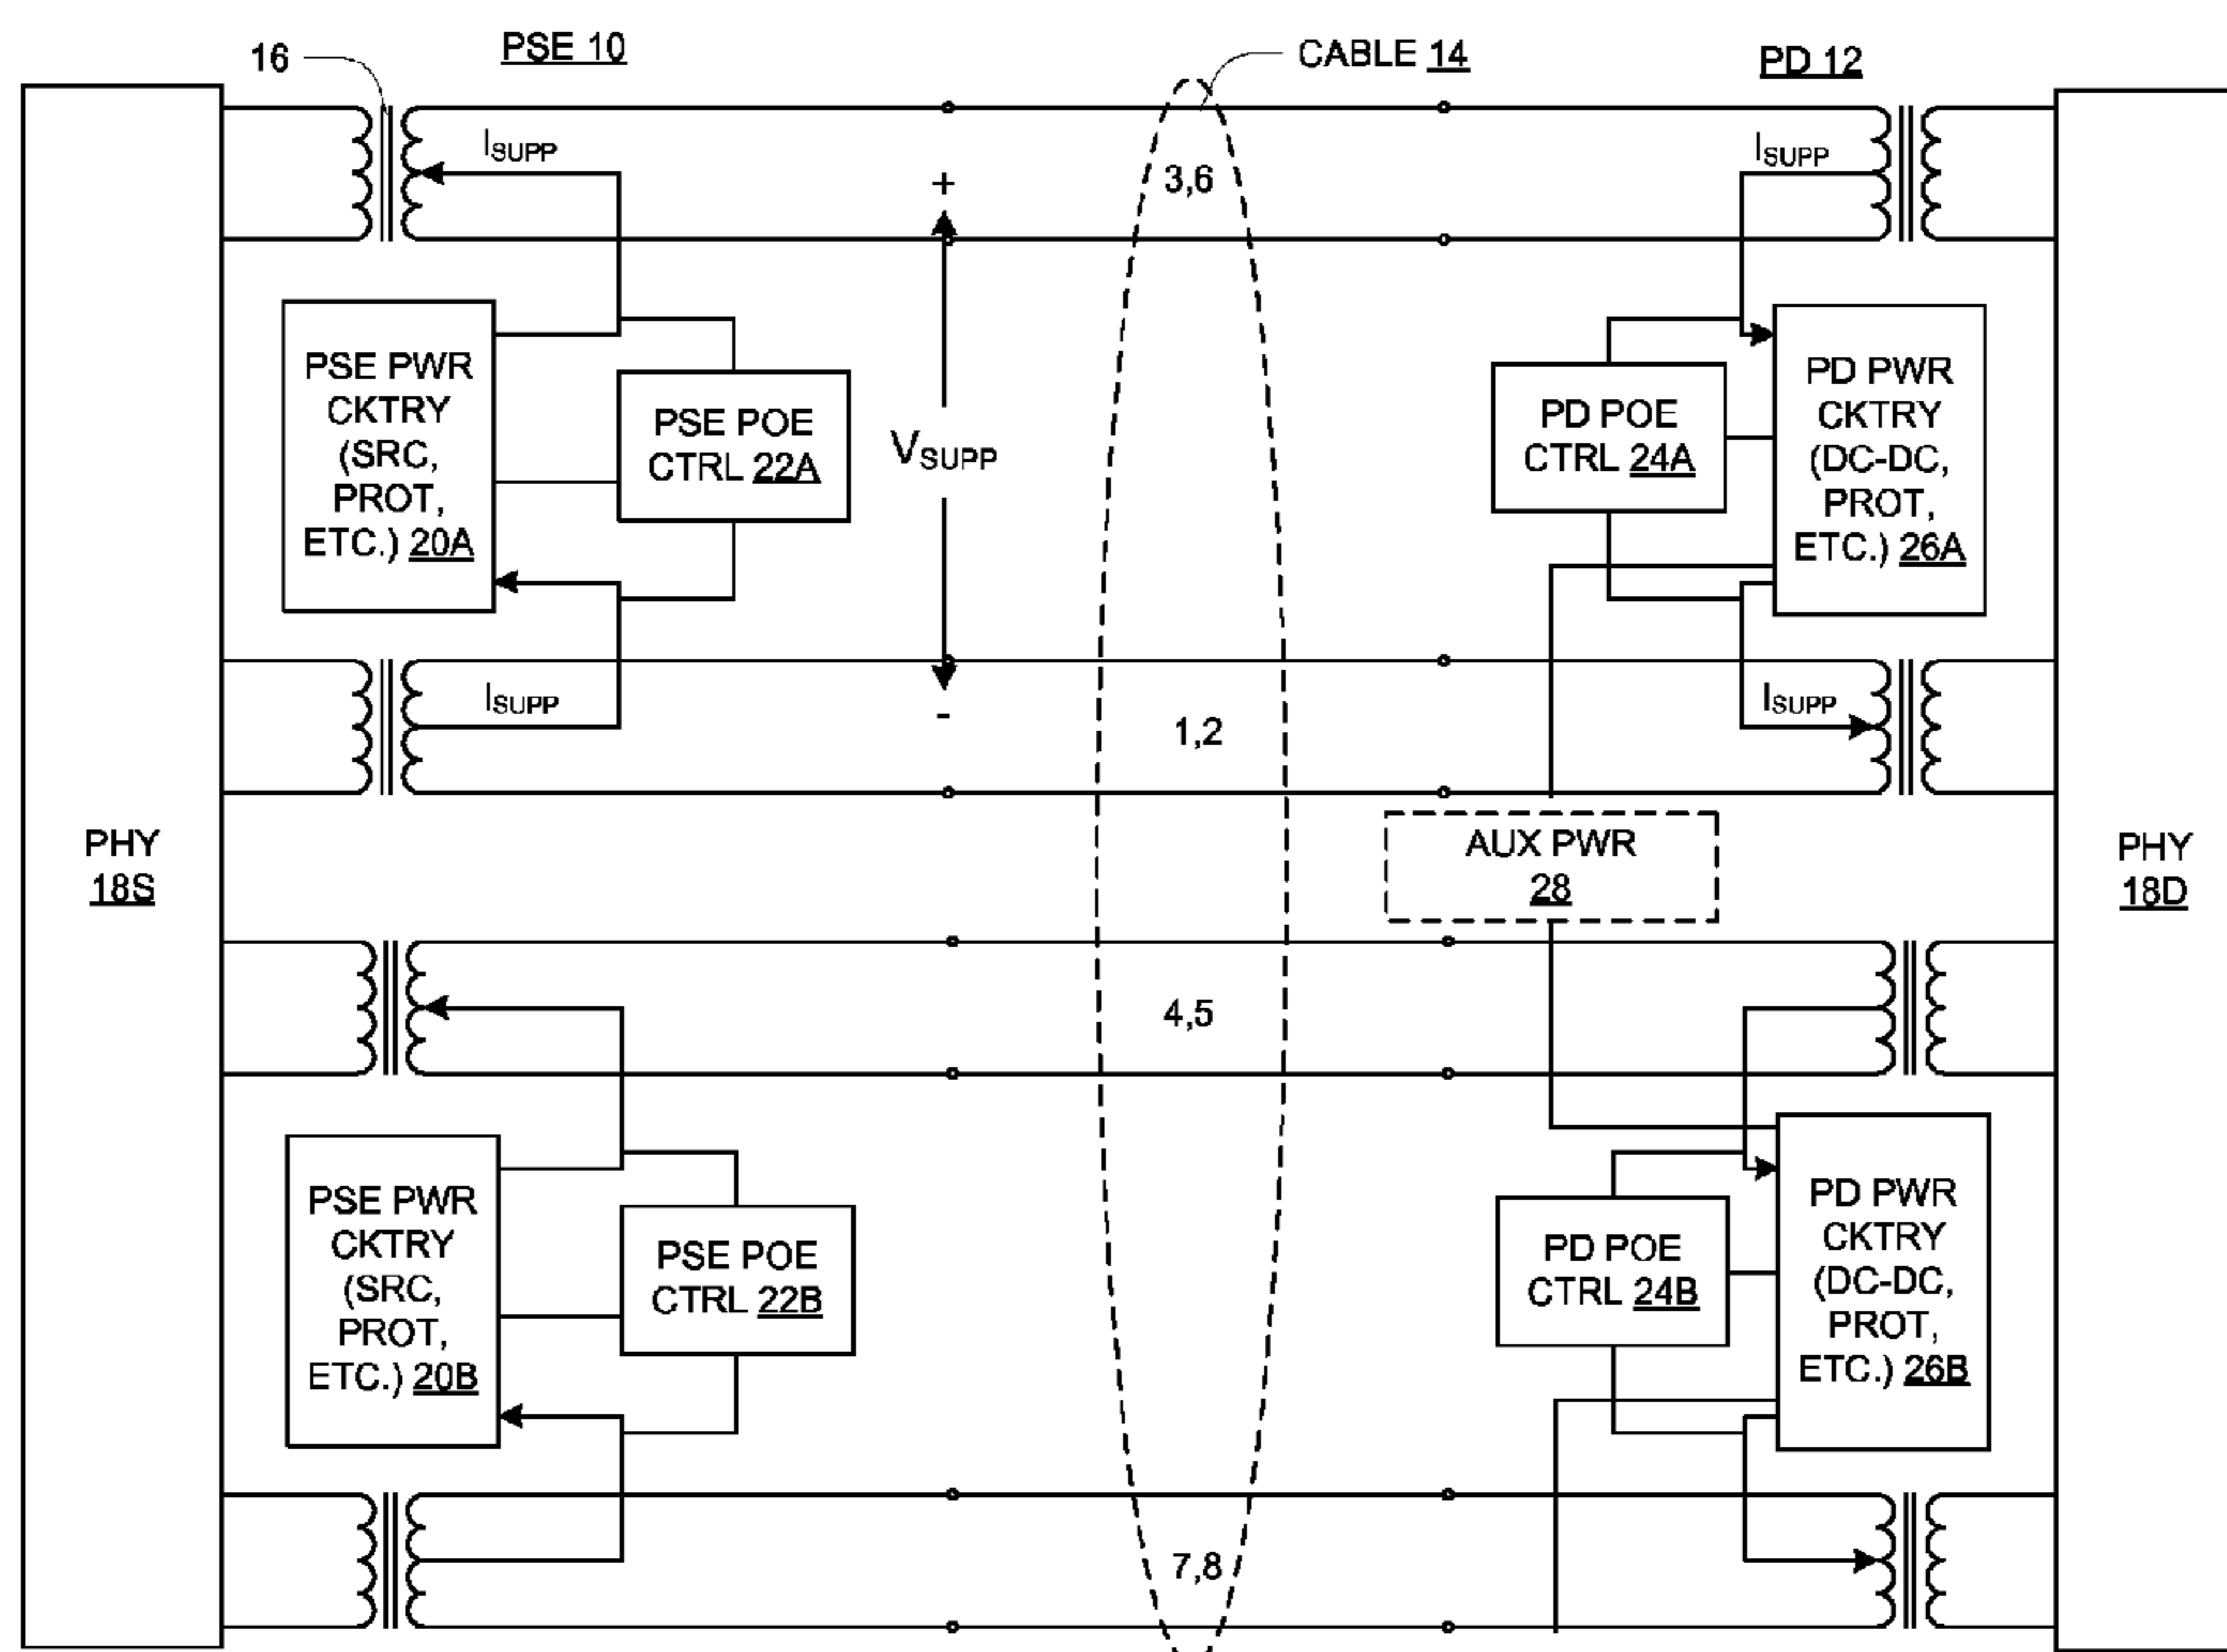 16
PSE 10
CABLE 14
PD 12
ISUPP
ISUPP
+
3,6
PSE PWR
CKTRY
(SRC,
PROT,
ETC.) 20A
PSE POE
CTRL 22A
VSUPP
PD POE
CTRL 24A
PD PWR
CKTRY
(DC-DC,
PROT,
ETC.) 26A
ISUPP
-
1,2
ISUPP
PHY
18S
AUX PWR
28
PHY
18D
4,5
PSE PWR
CKTRY
(SRC,
PROT,
ETC.) 20B
PSE POE
CTRL 22B
PD POE
CTRL 24B
PD PWR
CKTRY
(DC-DC,
PROT,
ETC.) 26B
7,8